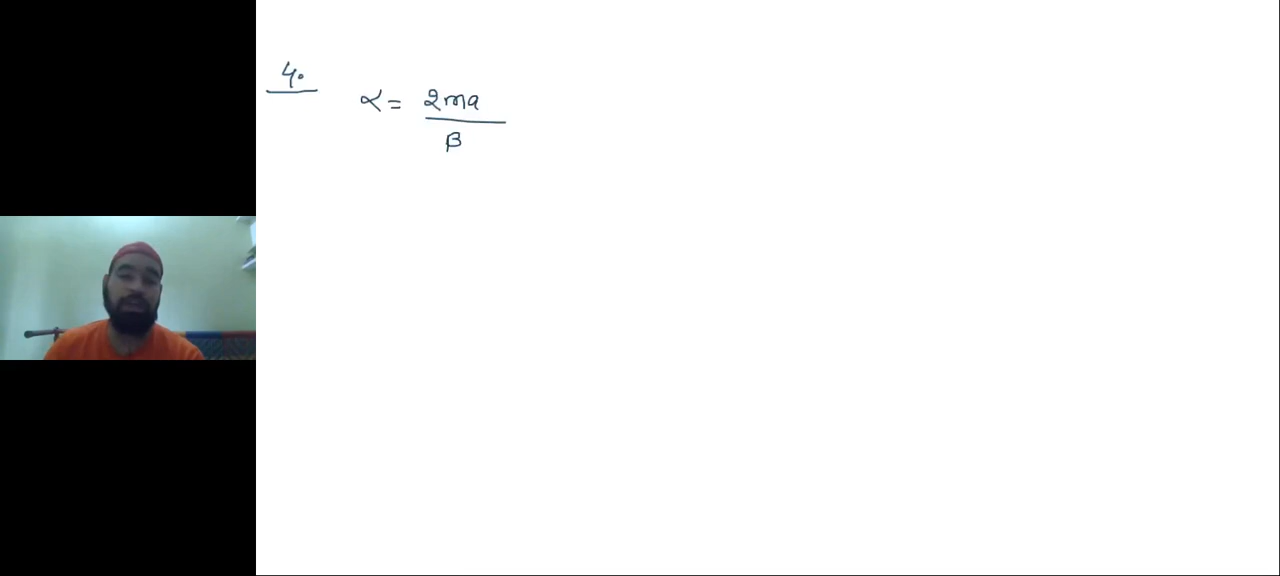 4.
α = 2ma
β